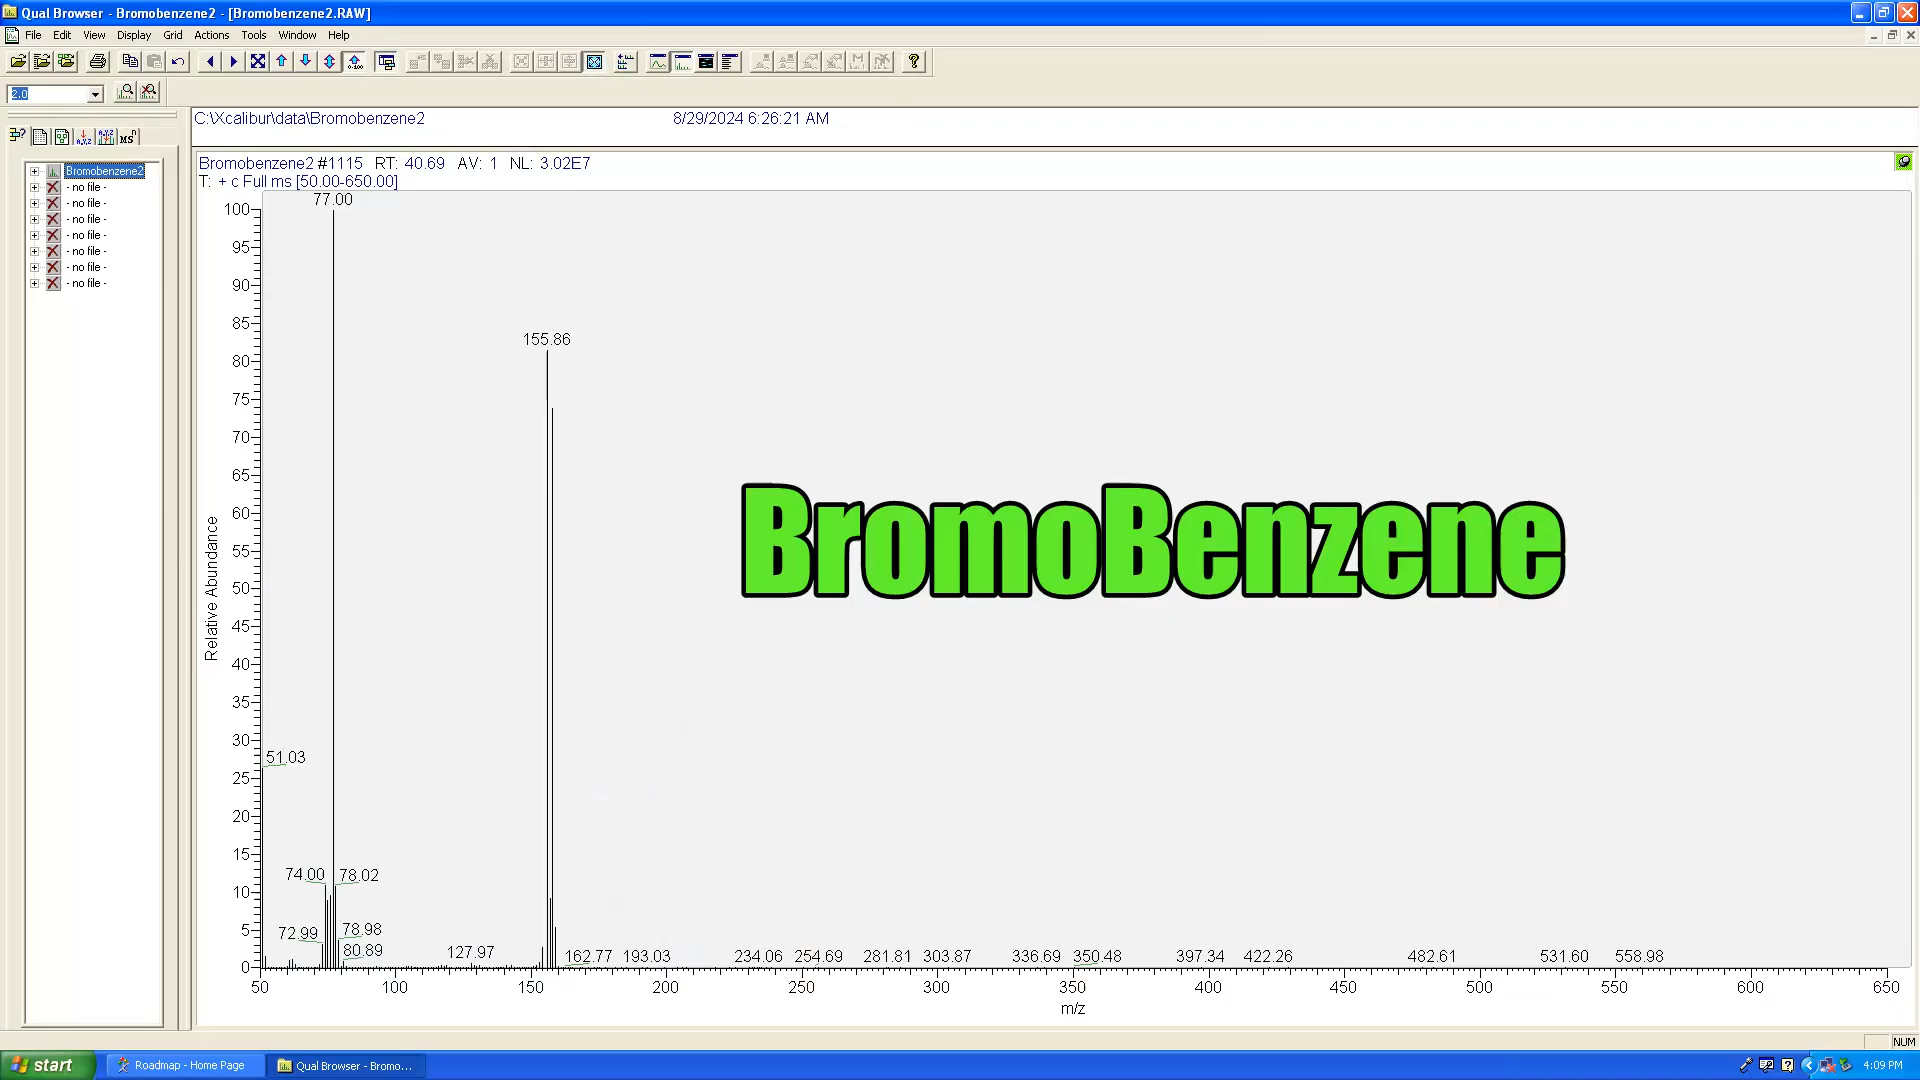 Qual Browser - Bromobenzene2 - [Bromobenzene2.RAW]
File Edit View Display Grid Actions Tools Window Help
2.0
C:\Xcalibur\data\Bromobenzene2 8/29/2024 6:26:21 AM
Bromobenzene2 #1115 RT: 40.69 AV: 1 NL: 3.02E7
T: + c Full ms [50.00-650.00]
Bromobenzene2
- no file -
- no file -
- no file -
- no file -
- no file -
- no file -
- no file -
77.00
155.86
51.03
74.00
78.02
72.99
78.98
80.89
127.97
162.77
193.03
234.06
254.69
281.81
303.87
336.69
350.48
397.34
422.26
482.61
531.60
558.98
BromoBenzene
Relative Abundance
100
95
90
85
80
75
70
65
60
55
50
45
40
35
30
25
20
15
10
5
0
50 100 150 200 250 300 350 400 450 500 550 600 650
m/z
NUM
start Roadmap - Home Page Qual Browser - Bromo... 4:09 PM